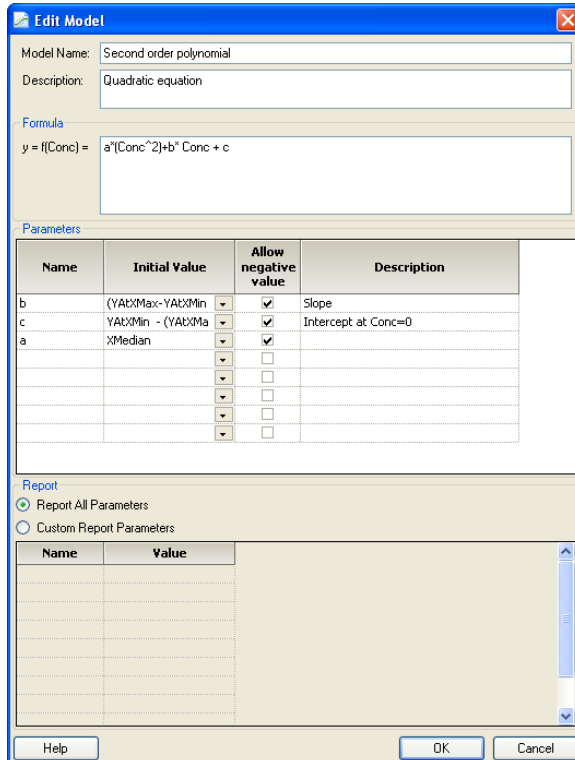 Edit Model
Model Name: Second order polynomial
Description: Quadratic equation
Formula
y = f(Conc) = a*(Conc^2)+b* Conc + c
Parameters
Name Initial Value Allow negative value Description
b (YAtXMax-YAtXMin Slope
c YAtXMin - (YAtXMa Intercept at Conc=0
a XMedian
Report
Report All Parameters
Custom Report Parameters
Name Value
Help OK Cancel